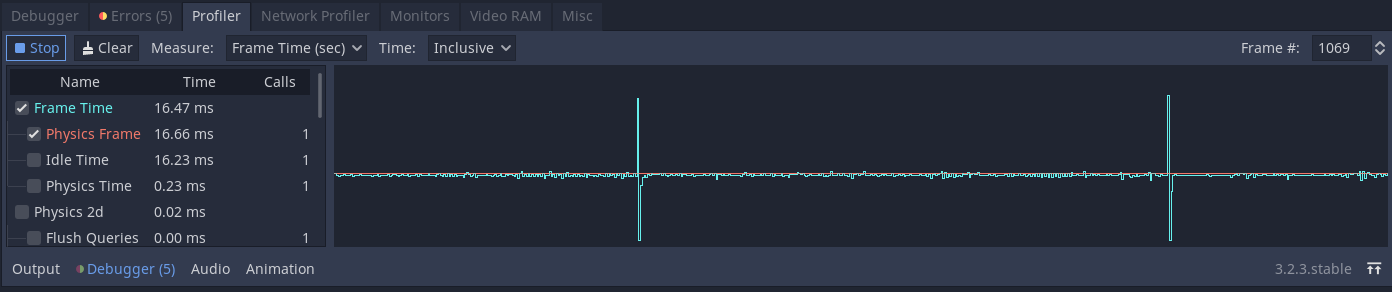 Debugger Errors (5) Profiler Network Profiler Monitors Video RAM Misc
Stop Clear Measure: Frame Time (sec) Time: Inclusive Frame #: 1069
Name Time Calls
Frame Time 16.47 ms
Physics Frame 16.66 ms 1
Idle Time 16.23 ms 1
Physics Time 0.23 ms 1
Physics 2d 0.02 ms
Flush Queries 0.00 ms 1
Output Debugger (5) Audio Animation 3.2.3.stable